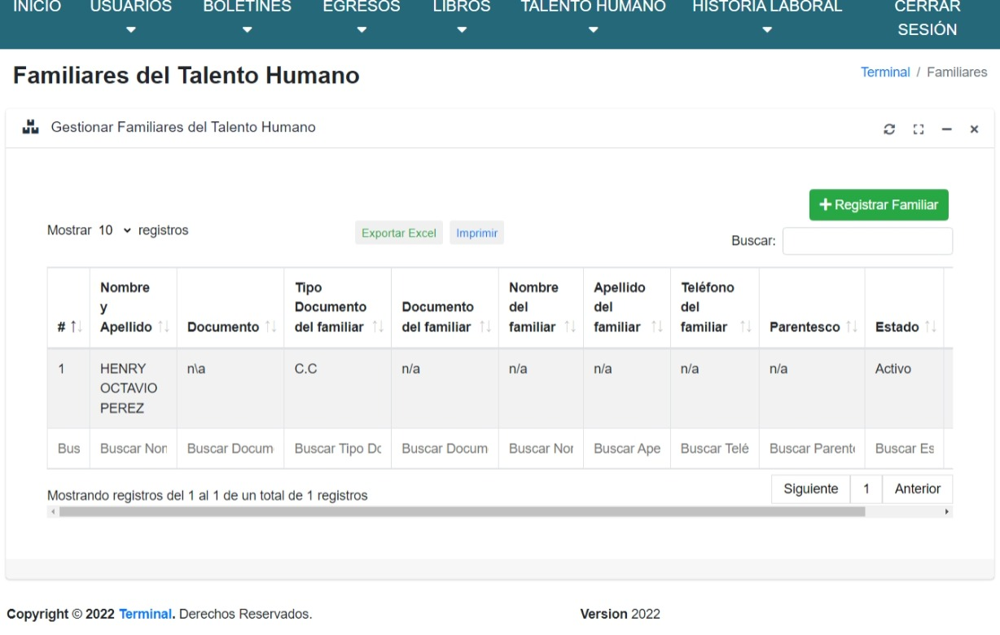 INICIO USUARIOS BOLETINES EGRESOS LIBROS TALENTO HUMANO HISTORIA LABORAL CERRAR
SESIÓN
Familiares del Talento Humano
Terminal / Familiares
Gestionar Familiares del Talento Humano
Registrar Familiar
Mostrar 10 registros
Exportar Excel
Imprimir
Buscar:
# Nombre y Apellido Documento Tipo Documento del familiar Documento del familiar Nombre del familiar Apellido del familiar Teléfono del familiar Parentesco Estado
1 HENRY OCTAVIO PEREZ n\a C.C n/a n/a n/a n/a n/a Activo
Bus Buscar Non Buscar Docum Buscar Tipo Dc Buscar Docum Buscar Nor Buscar Ape Buscar Telé Buscar Parent Buscar Es
Mostrando registros del 1 al 1 de un total de 1 registros
Siguiente 1 Anterior
Copyright © 2022 Terminal. Derechos Reservados.
Version 2022